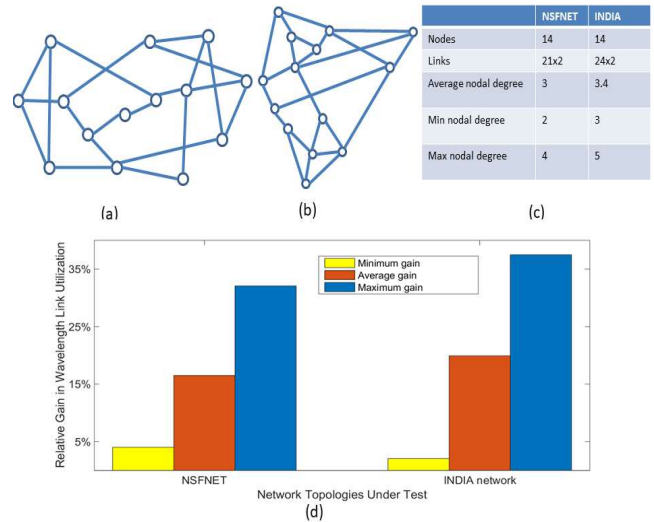 NSFNET INDIA
Nodes 14 14
Links 21x2 24x2
Average nodal degree 3 3.4
Min nodal degree 2 3
Max nodal degree 4 5
(a)
(b)
(c)
Minimum gain
Average gain
Maximum gain
35%
25%
15%
5%
Relative Gain in Wavelength Link Utilization
NSFNET INDIA network
Network Topologies Under Test
(d)